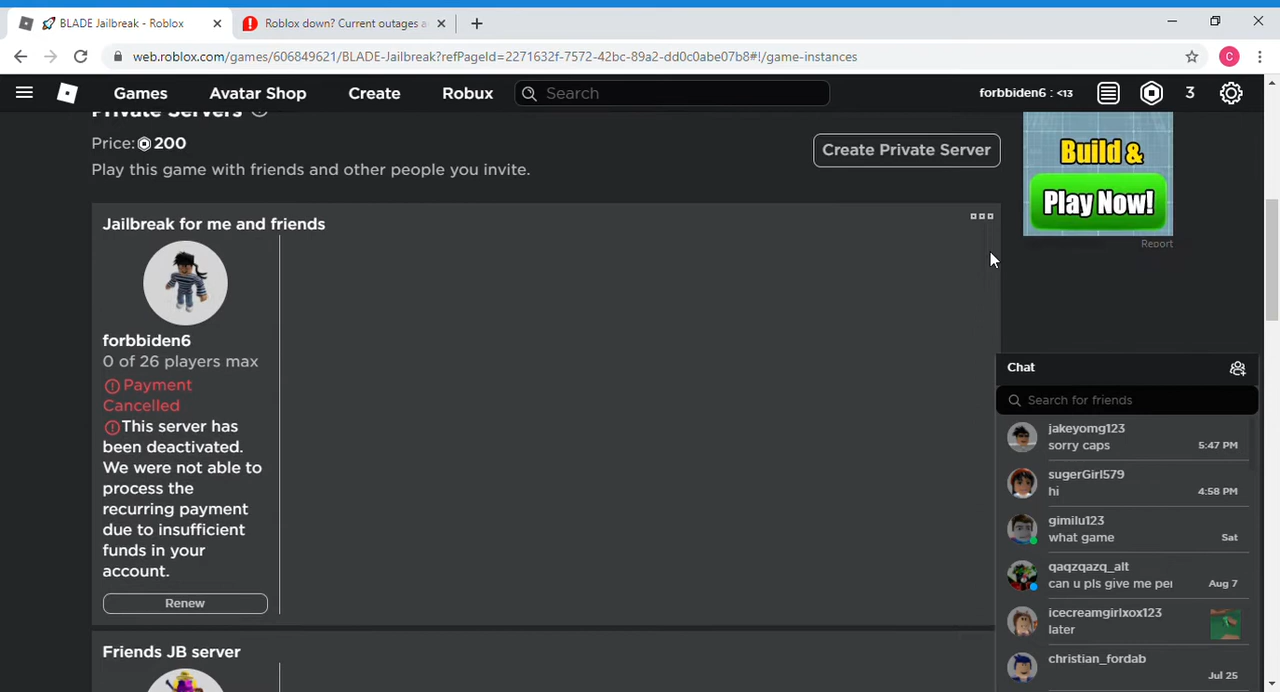 BLADE Jailbreak - Roblox
Roblox down? Current outages a
web.roblox.com/games/606849621/BLADE-Jailbreak?refPageId=2271632f-7572-42bc-89a2-dd0c0abe07b8#!/game-instances
C
Games
Avatar Shop
Create
Robux
Search
forbbiden6 : <13
3
Private Servers
Price: 200
Create Private Server
Play this game with friends and other people you invite.
Build &
Play Now!
Report
Jailbreak for me and friends
forbbiden6
0 of 26 players max
Payment
Cancelled
This server has
been deactivated.
We were not able to
process the
recurring payment
due to insufficient
funds in your
account.
Renew
Friends JB server
Chat
Search for friends
jakeyomg123
sorry caps
5:47 PM
sugerGirl579
hi
4:58 PM
gimilu123
what game
Sat
qaqzqazq_alt
can u pls give me per
Aug 7
icecreamgirlxox123
later
christian_fordab
Jul 25